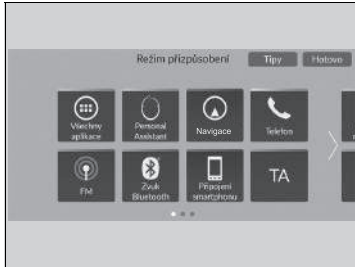 Režim přizpůsobení
Tipy
Hotovo
Všechny
aplikace
Personal
Assistant
Navigace
Telefon
FM
Zvuk
Bluetooth
Připojení
smartphonu
TA